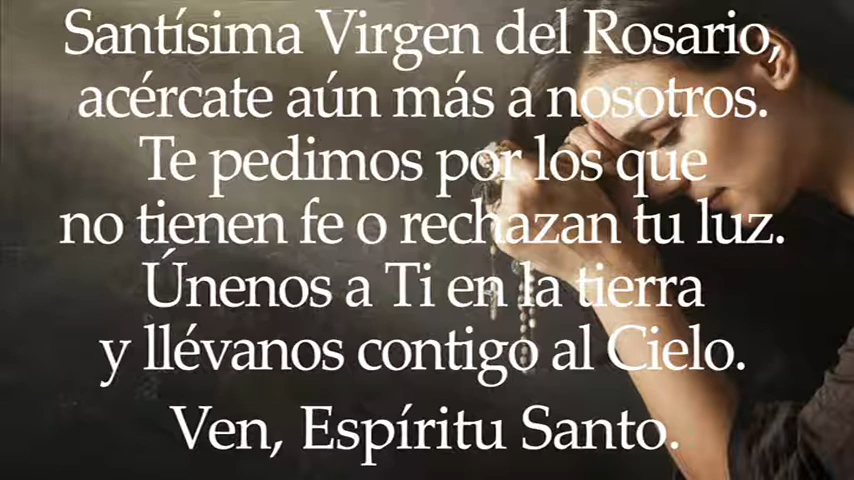 Santísima Virgen del Rosario,
acércate aún más a nosotros.
Te pedimos por los que
no tienen fe o rechazan tu luz.
Únenos a Ti en la tierra
y llévanos contigo al Cielo.
Ven, Espíritu Santo.